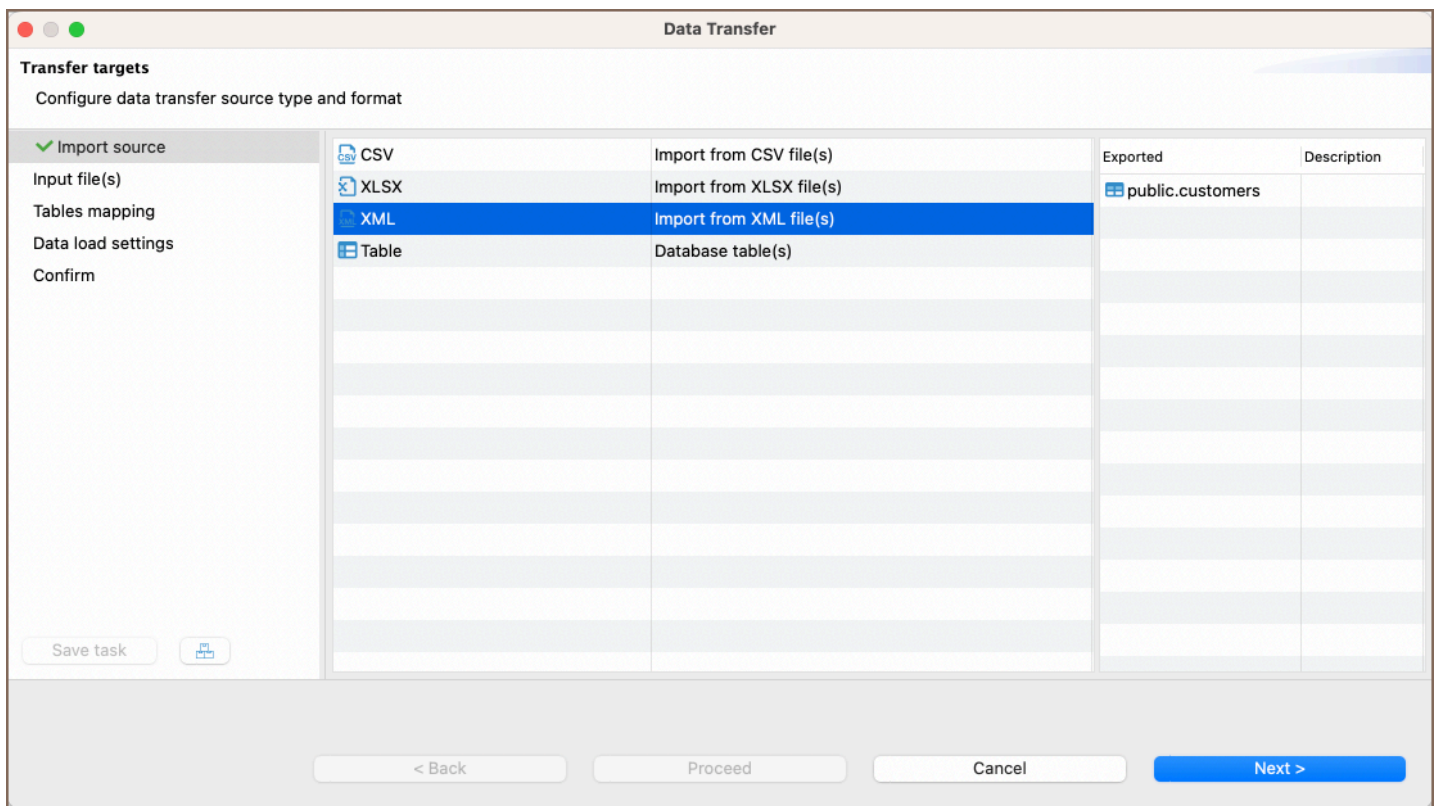 Data Transfer
Transfer targets
Configure data transfer source type and format
Import source
Input file(s)
Tables mapping
Data load settings
Confirm
CSV CSV Import from CSV file(s)
XLSX Import from XLSX file(s)
XML Import from XML file(s)
Table Database table(s)
Exported Description
public.customers
Save task
< Back Proceed Cancel Next >